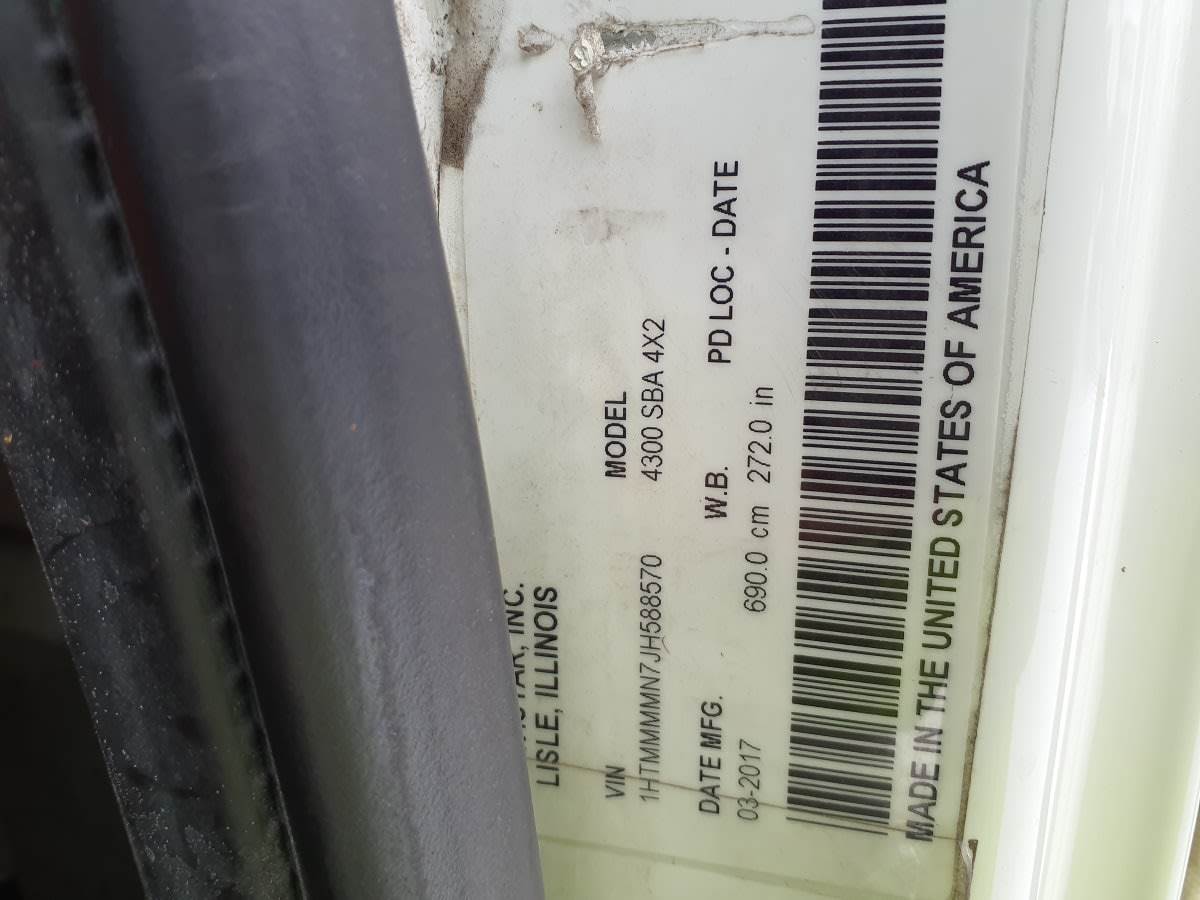 INC.
LISLE, ILLINOIS
VIN MODEL
1HTMMMMN7JH588570 4300 SBA 4X2
DATE MFG. W.B. PD LOC - DATE
03-2017 690.0 cm 272.0 in
MADE IN THE UNITED STATES OF AMERICA